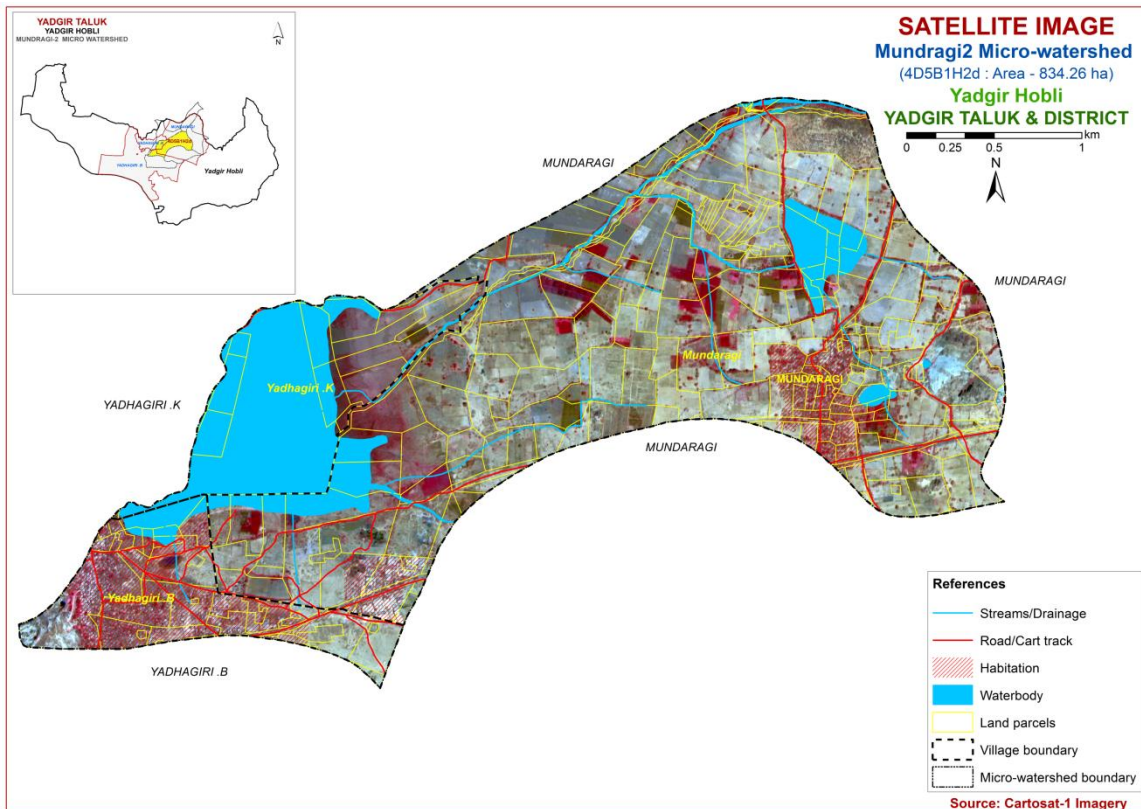 YADGIR TALUK
YADGIR HOBLI
MUNDRAGI-2 MICRO WATERSHED
N
MUNDARAGI
4D5B1H2d
YADHAGIRI .B
Yadgir Hobli
SATELLITE IMAGE
Mundragi2 Micro-watershed
(4D5B1H2d : Area - 834.26 ha)
Yadgir Hobli
YADGIR TALUK & DISTRICT
km
0 0.25 0.5 1
N
MUNDARAGI
MUNDARAGI
Mundaragi
MUNDARAGI
Yadhagiri .K
YADHAGIRI .K
MUNDARAGI
Yadhagiri .B
YADHAGIRI .B
References
Streams/Drainage
Road/Cart track
Habitation
Waterbody
Land parcels
Village boundary
Micro-watershed boundary
Source: Cartosat-1 Imagery